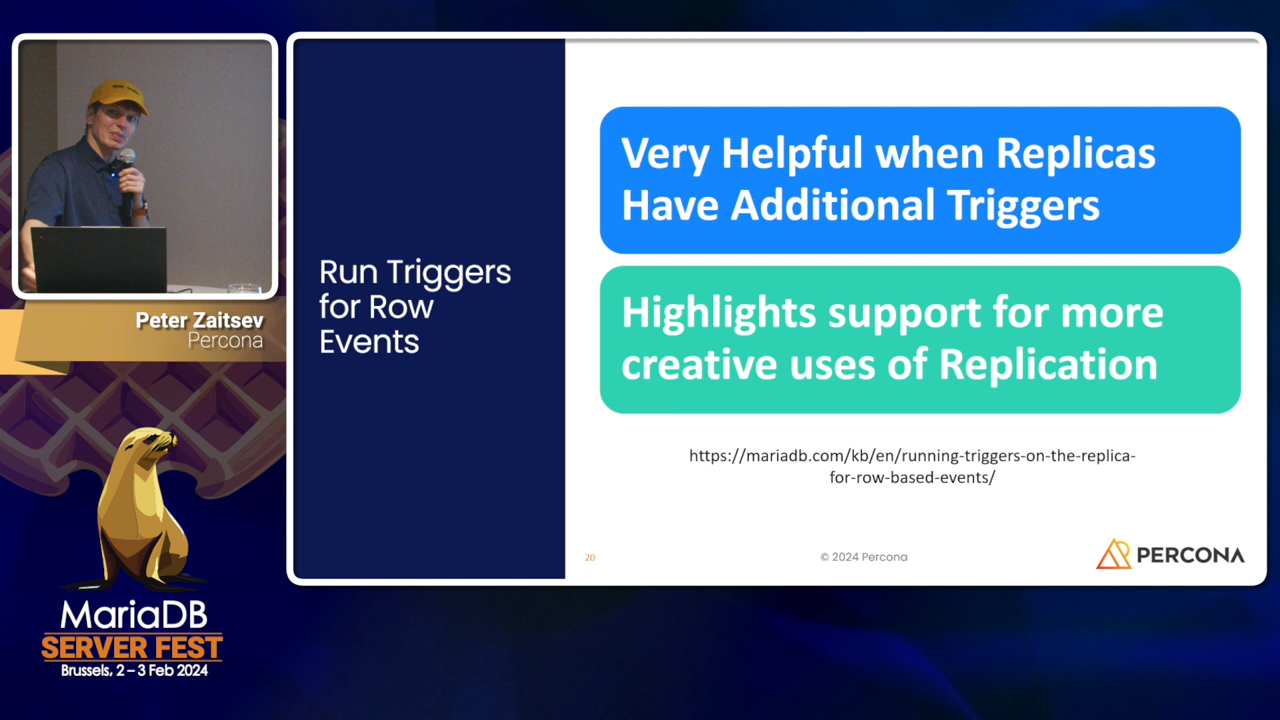 Peter Zaitsev
Percona
MariaDB
SERVER FEST
Brussels, 2 – 3 Feb 2024
Run Triggers
for Row
Events
Very Helpful when Replicas
Have Additional Triggers
Highlights support for more
creative uses of Replication
https://mariadb.com/kb/en/running-triggers-on-the-replica-
for-row-based-events/
20
© 2024 Percona
PERCONA